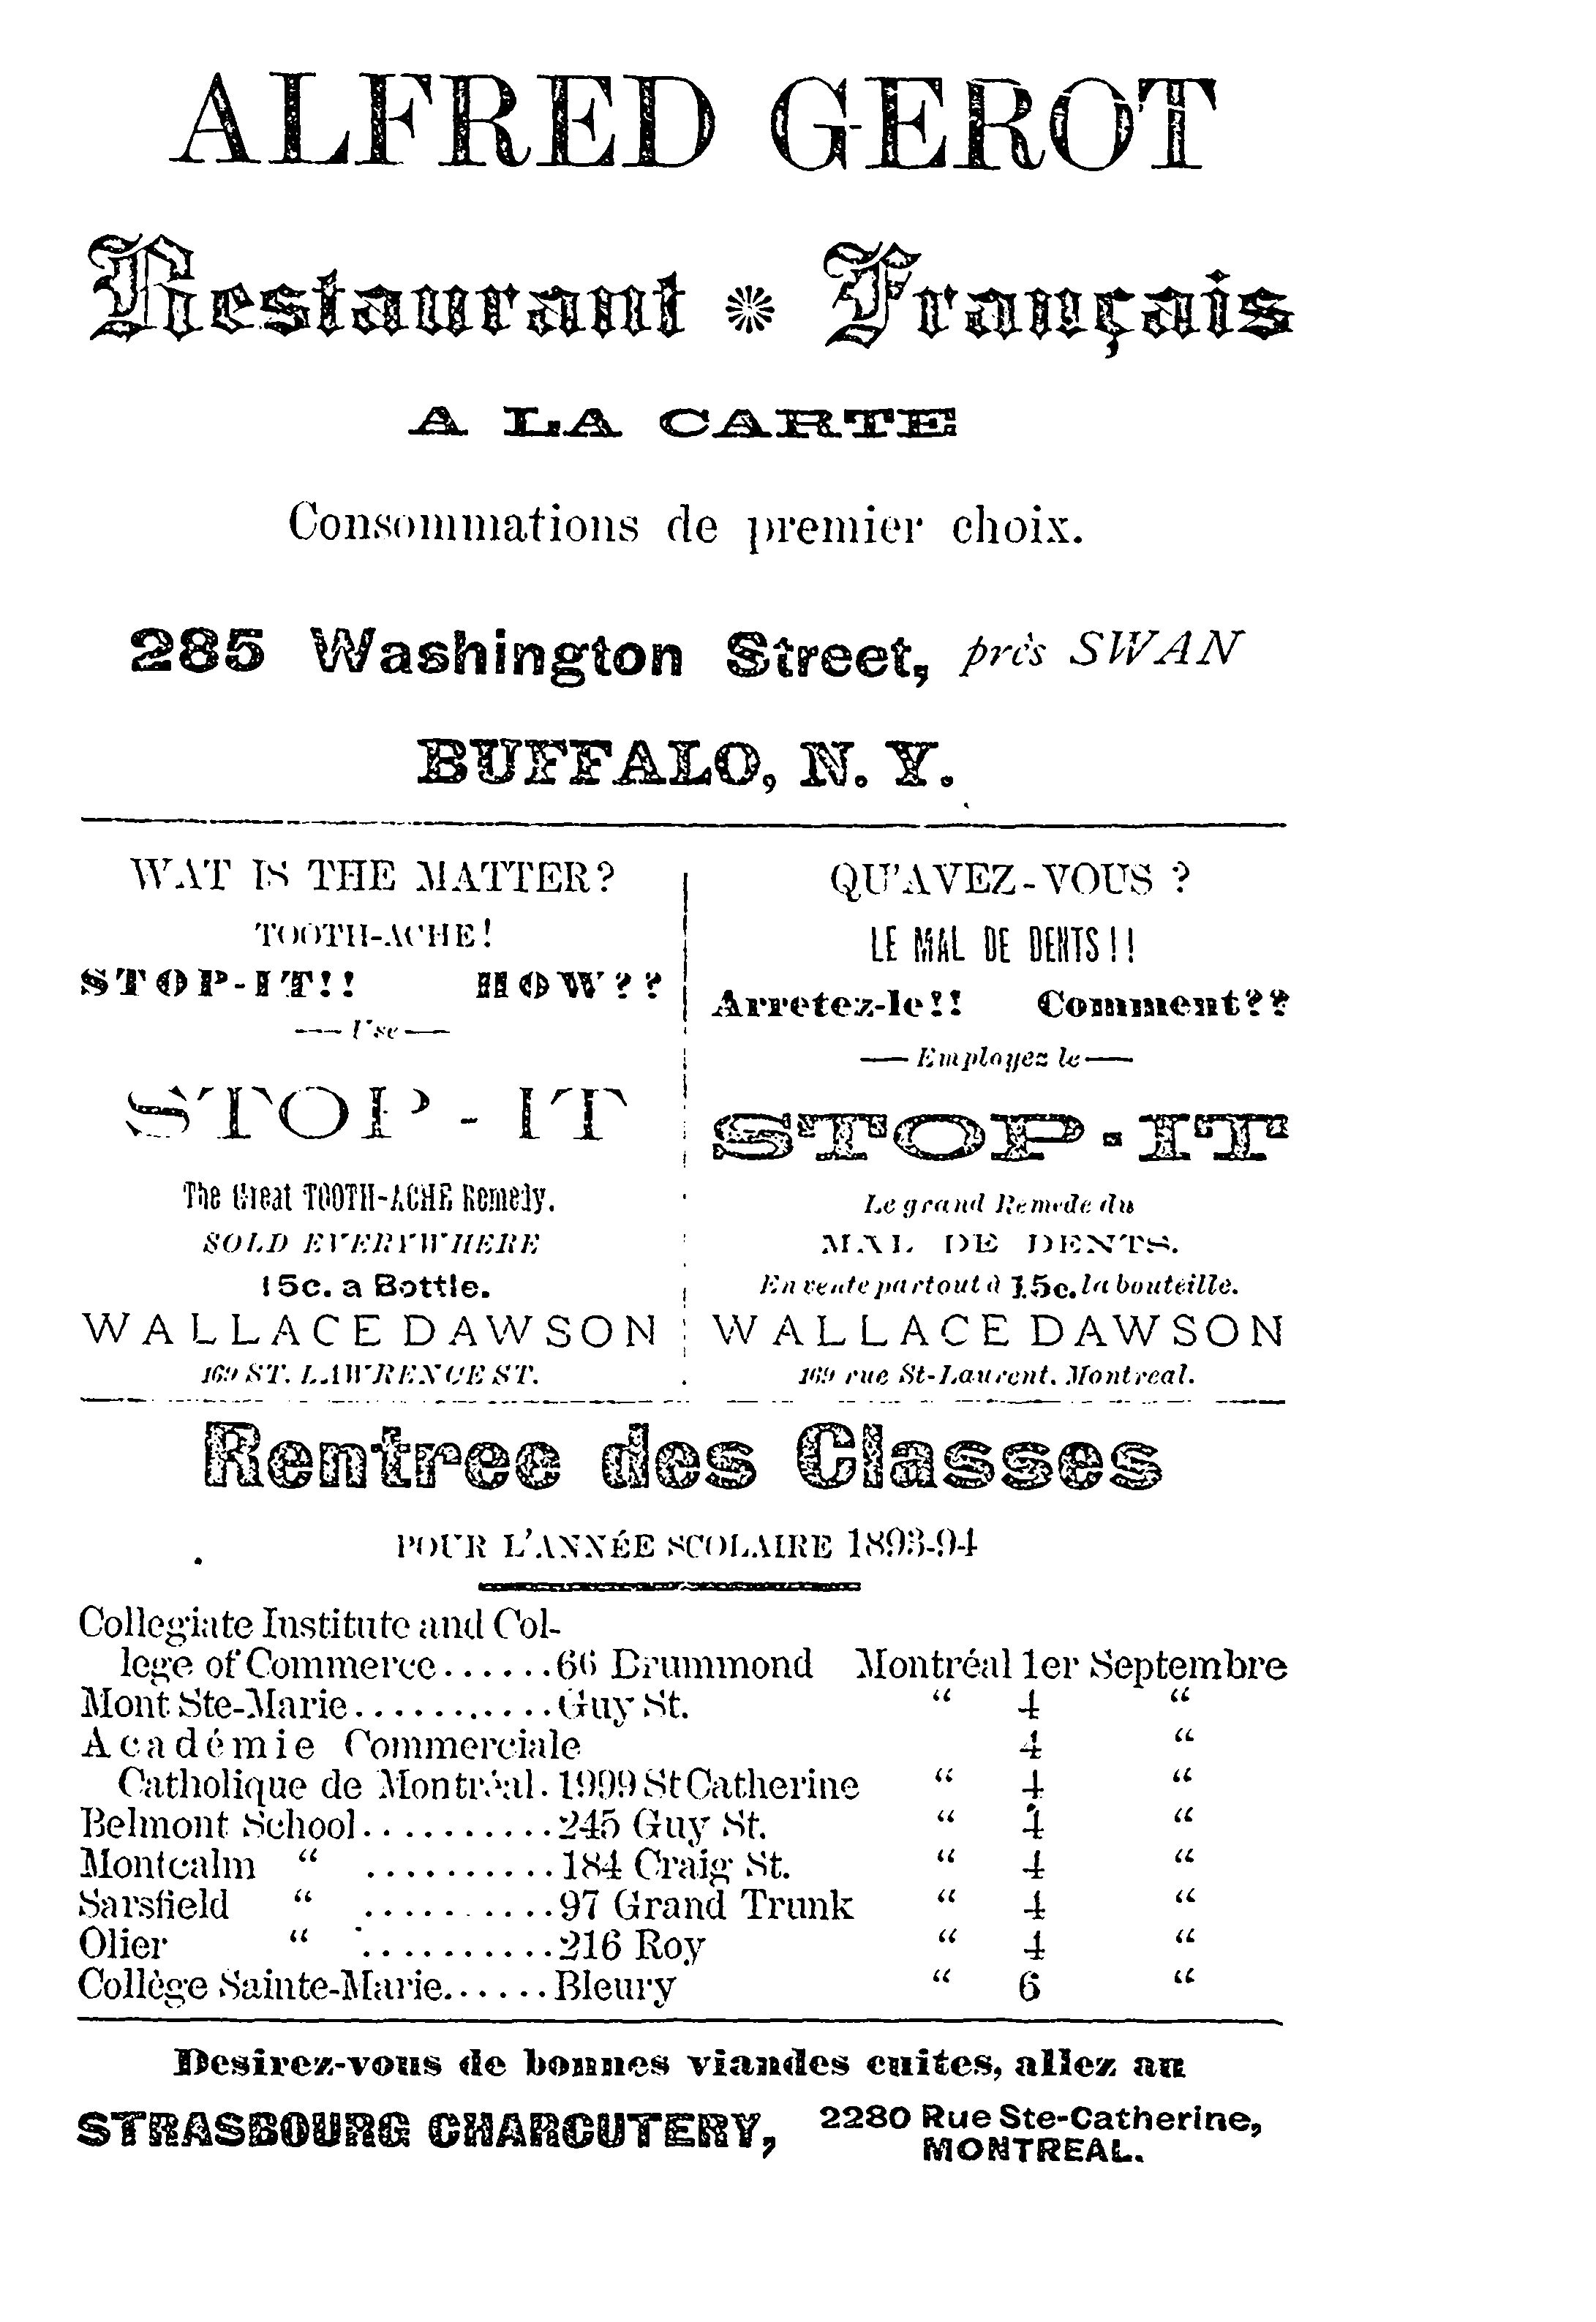 ALFRED GEROT
Restaurant Français
A LA CARTE
Consommations de premier choix.
285 Washington Street, près SWAN
BUFFALO, N. Y.
WAT IS THE MATTER?
TOOTH-ACHE!
STOP-IT!! HOW??
Use
STOP-IT
The Great TOOTH-ACHE Remedy.
SOLD EVERYWHERE
15c. a Bottle.
WALLACE DAWSON
169 ST. LAWRENCE ST.
QU'AVEZ-VOUS ?
LE MAL DE DENTS!!
Arretez-le!! Comment??
Employez le
STOP-IT
Le grand Remede du
MAL DE DENTS.
En vente partout à 15c. la bouteille.
WALLACE DAWSON
169 rue St-Laurent. Montreal.
Rentree des Classes
POUR L'ANNÉE SCOLAIRE 1893-94
Collegiate Institute and Col-
lege of Commerce......66 Drummond Montréal 1er Septembre
Mont Ste-Marie...........Guy St. “ 4 “
Académie Commerciale 4 “
Catholique de Montréal. 1999 St Catherine “ 4 “
Belmont School..........245 Guy St. “ 4 “
Montcalm “ ..........184 Craig St. “ 4 “
Sarsfield “ ..........97 Grand Trunk “ 4 “
Olier “ ..........216 Roy “ 4 “
Collège Sainte-Marie......Bleury “ 6 “
Desirez-vous de bonnes viandes cuites, allez au
STRASBOURG CHARCUTERY, 2280 Rue Ste-Catherine,
MONTREAL.